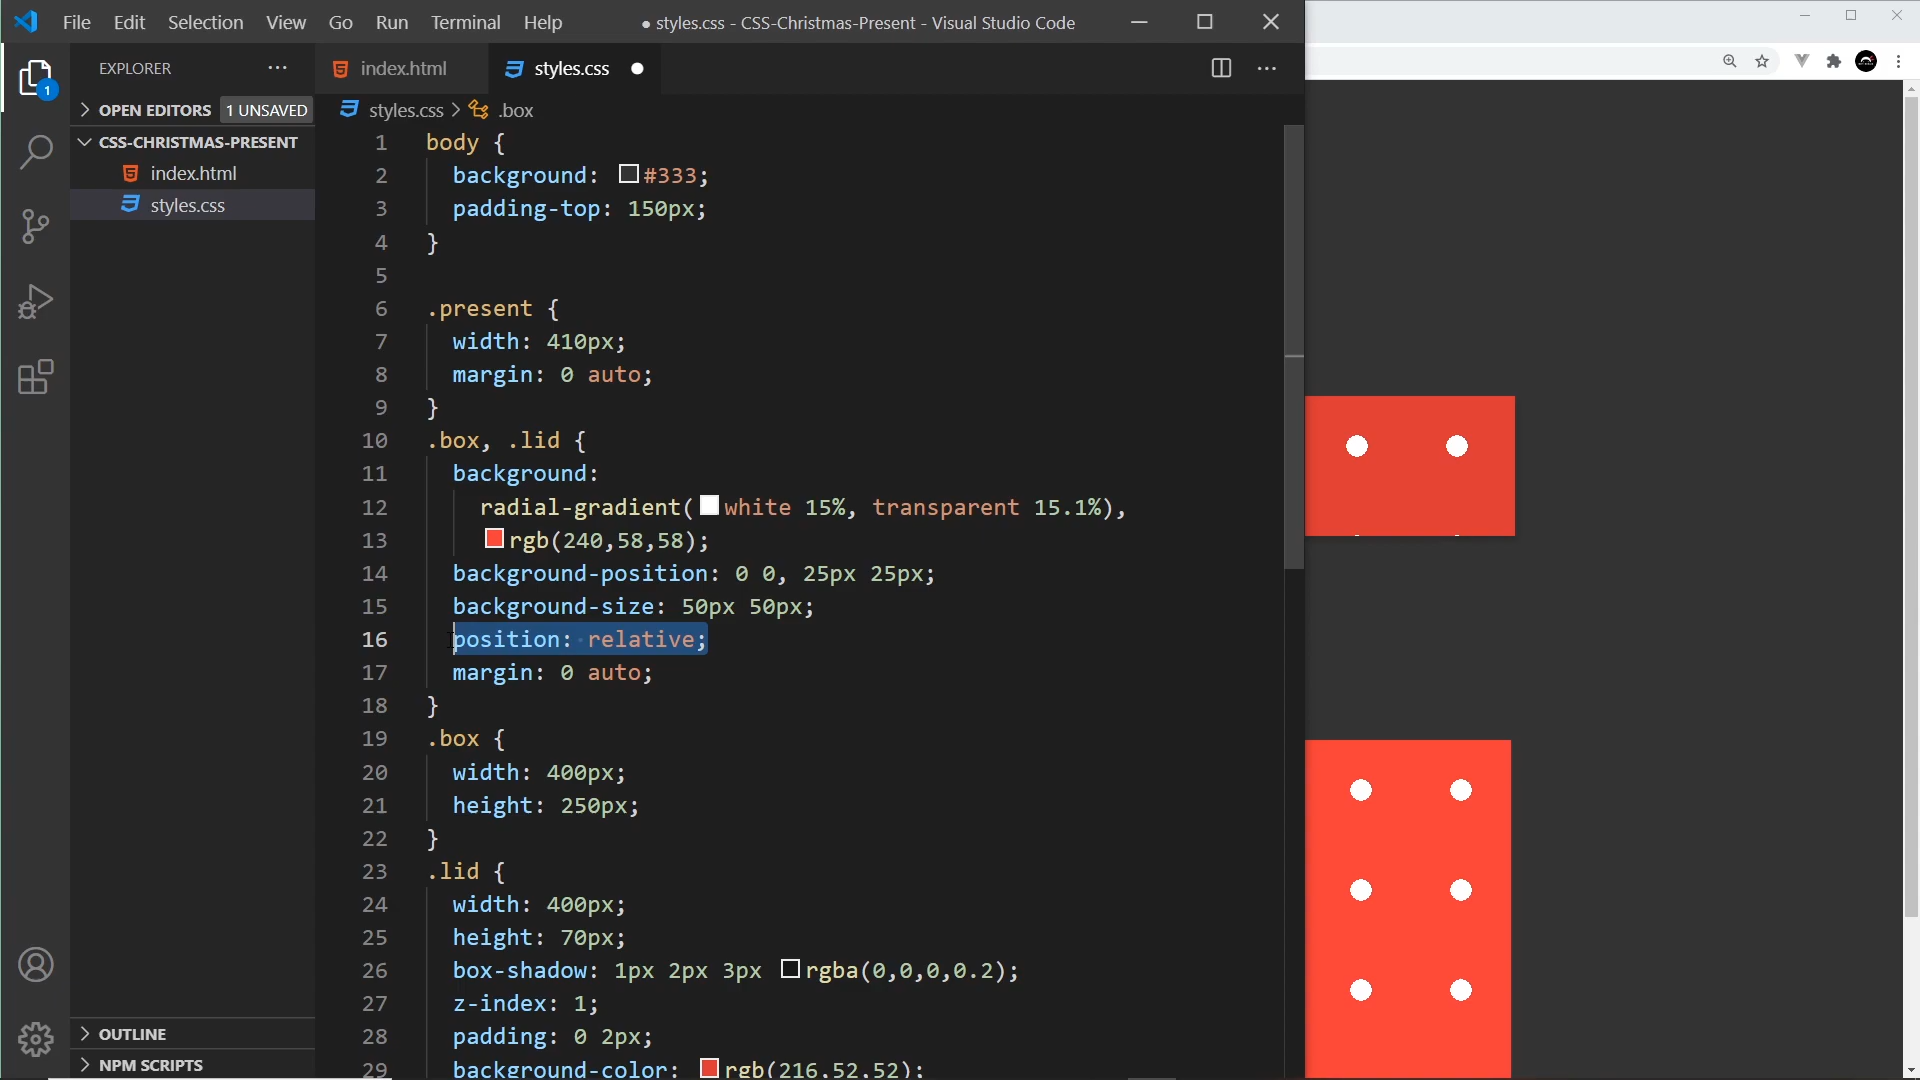 File Edit Selection View Go Run Terminal Help
● styles.css - CSS-Christmas-Present - Visual Studio Code
EXPLORER
index.html
styles.css
OPEN EDITORS
1 UNSAVED
1
styles.css > .box
CSS-CHRISTMAS-PRESENT
index.html
styles.css
1 body {
2 background: #333;
3 padding-top: 150px;
4 }
5
6 .present {
7 width: 410px;
8 margin: 0 auto;
9 }
10 .box, .lid {
11 background:
12 radial-gradient(white 15%, transparent 15.1%),
13 rgb(240,58,58);
14 background-position: 0 0, 25px 25px;
15 background-size: 50px 50px;
16 position: relative;
17 margin: 0 auto;
18 }
19 .box {
20 width: 400px;
21 height: 250px;
22 }
23 .lid {
24 width: 400px;
25 height: 70px;
26 box-shadow: 1px 2px 3px rgba(0,0,0,0.2);
27 z-index: 1;
28 padding: 0 2px;
29 background-color: rgb(216,52,52);
OUTLINE
NPM SCRIPTS